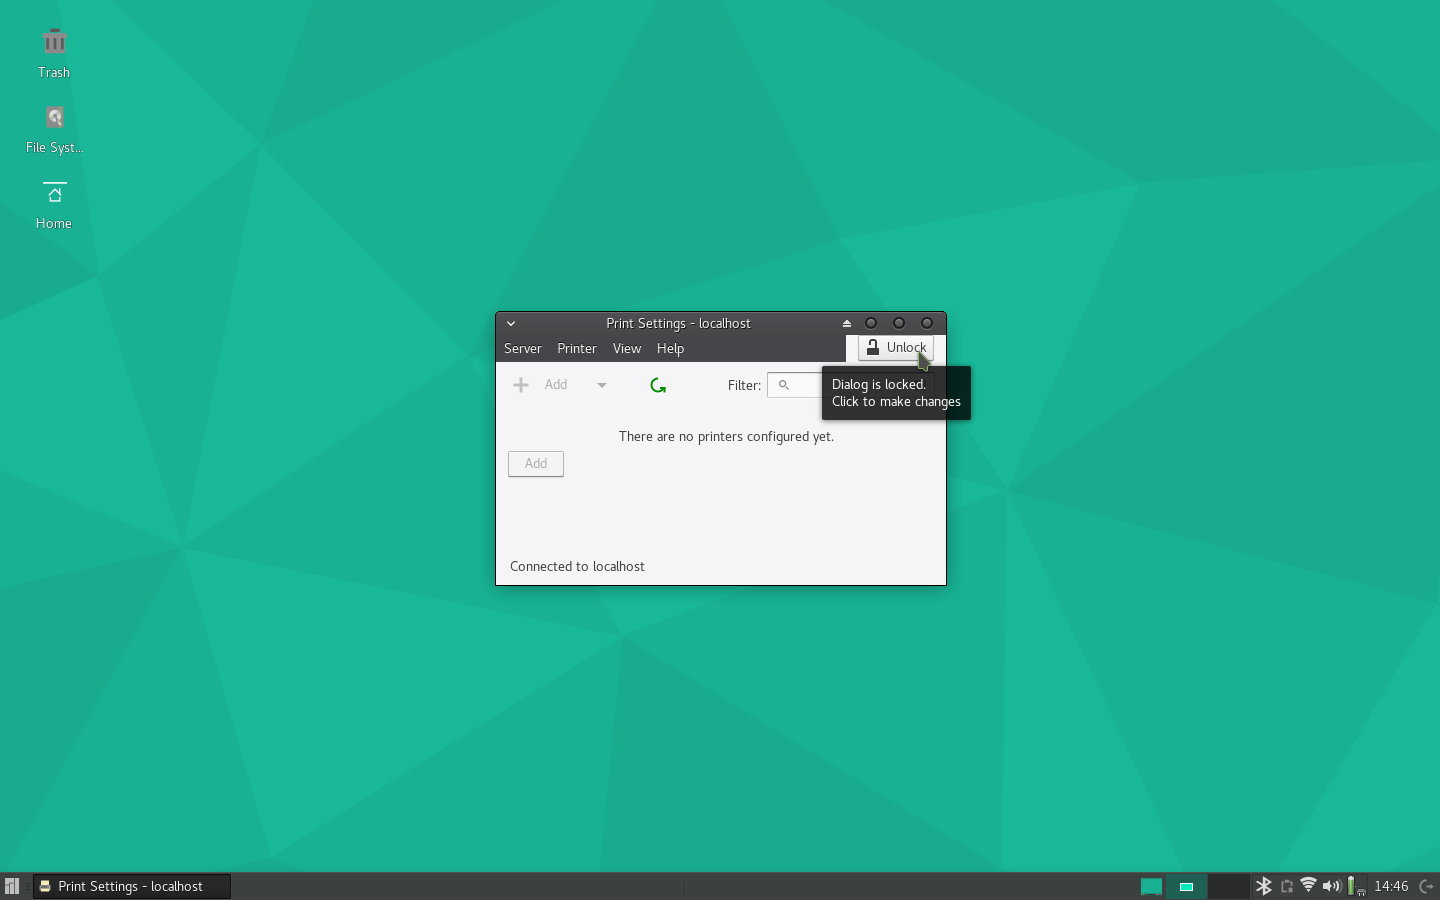 Trash
File Syst...
Home
Print Settings - localhost
Server Printer View Help Unlock
Add Filter:
Dialog is locked.
Click to make changes
There are no printers configured yet.
Add
Connected to localhost
Print Settings - localhost
14:46